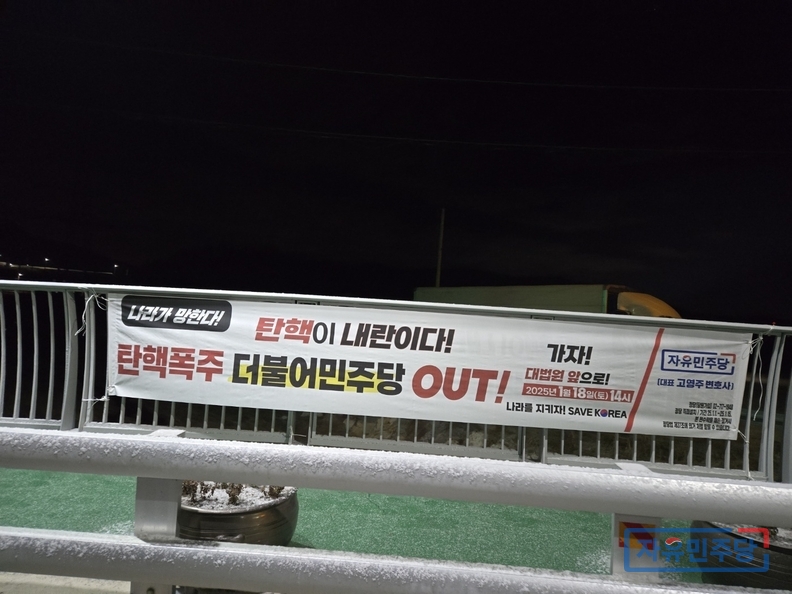 나라가 망한다!
탄핵이 내란이다!
탄핵폭주 더불어민주당 OUT!
가자!
대법원 앞으로!
2025년 1월 18일(토) 14시
나라를 지키자! SAVE KOREA
자유민주당
[대표 고영주 변호사]
자유민주당